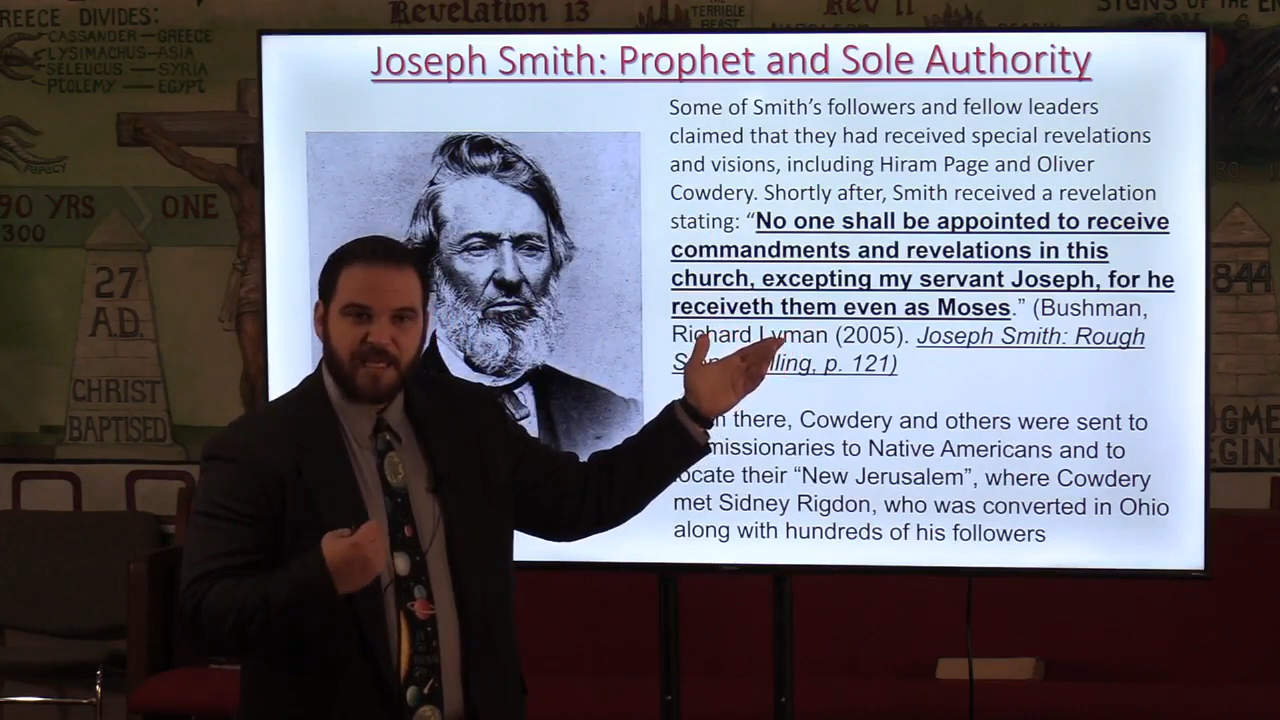 REECE DIVIDES:
CASSANDER—GREECE
LYSIMACHUS—ASIA
SELEUCUS — SYRIA
PTOLEMY — EGYPT
Revelation 13
THE TERRIBLE BEAST
Rev 11
SIGNS OF THE
PAPACY
90 YRS
ONE
300
27
A.D.
CHRIST
BAPTISED
Joseph Smith: Prophet and Sole Authority
Some of Smith’s followers and fellow leaders
claimed that they had received special revelations
and visions, including Hiram Page and Oliver
Cowdery. Shortly after, Smith received a revelation
stating: “No one shall be appointed to receive
commandments and revelations in this
church, excepting my servant Joseph, for he
receiveth them even as Moses.” (Bushman,
Richard Lyman (2005). Joseph Smith: Rough
lling, p. 121)
there, Cowdery and others were sent to
missionaries to Native Americans and to
ocate their “New Jerusalem”, where Cowdery
met Sidney Rigdon, who was converted in Ohio
along with hundreds of his followers
844